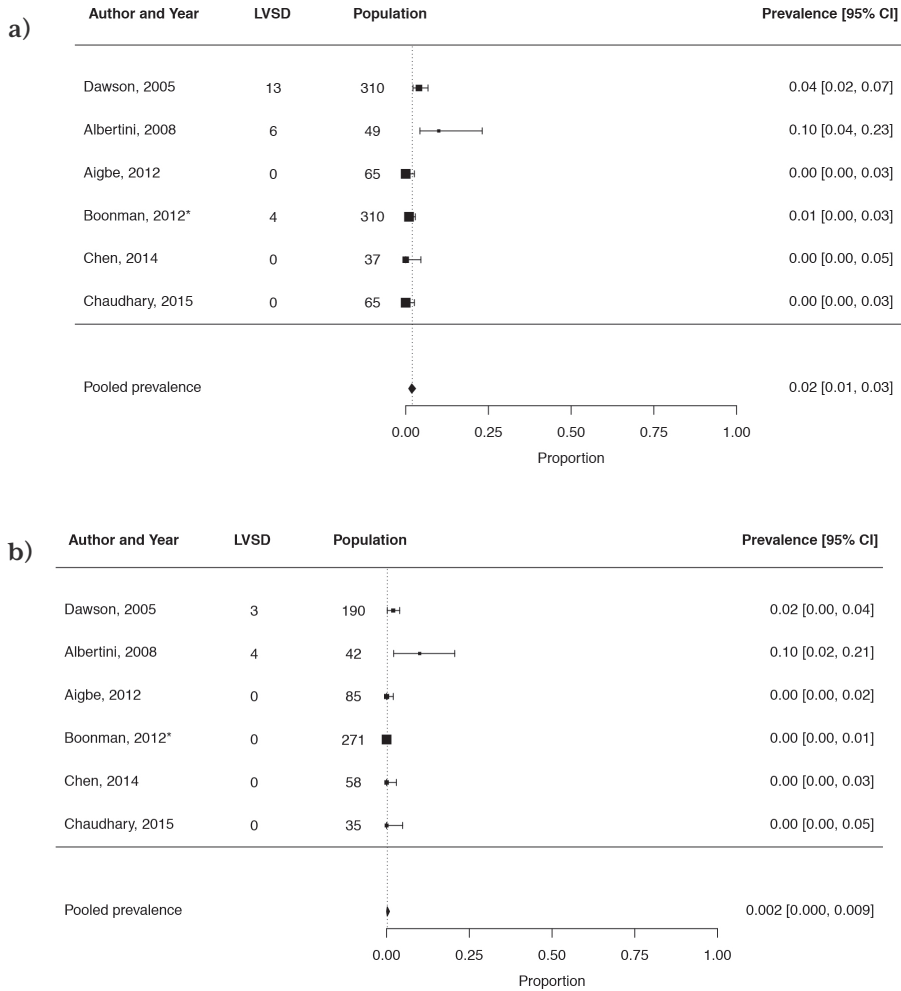 a)
Author and Year LVSD Population Prevalence [95% CI]
Dawson, 2005 13 310 0.04 [0.02, 0.07]
Albertini, 2008 6 49 0.10 [0.04, 0.23]
Aigbe, 2012 0 65 0.00 [0.00, 0.03]
Boonman, 2012* 4 310 0.01 [0.00, 0.03]
Chen, 2014 0 37 0.00 [0.00, 0.05]
Chaudhary, 2015 0 65 0.00 [0.00, 0.03]
Pooled prevalence 0.02 [0.01, 0.03]
0.00 0.25 0.50 0.75 1.00
Proportion
b)
Author and Year LVSD Population Prevalence [95% CI]
Dawson, 2005 3 190 0.02 [0.00, 0.04]
Albertini, 2008 4 42 0.10 [0.02, 0.21]
Aigbe, 2012 0 85 0.00 [0.00, 0.02]
Boonman, 2012* 0 271 0.00 [0.00, 0.01]
Chen, 2014 0 58 0.00 [0.00, 0.03]
Chaudhary, 2015 0 35 0.00 [0.00, 0.05]
Pooled prevalence 0.002 [0.000, 0.009]
0.00 0.25 0.50 0.75 1.00
Proportion